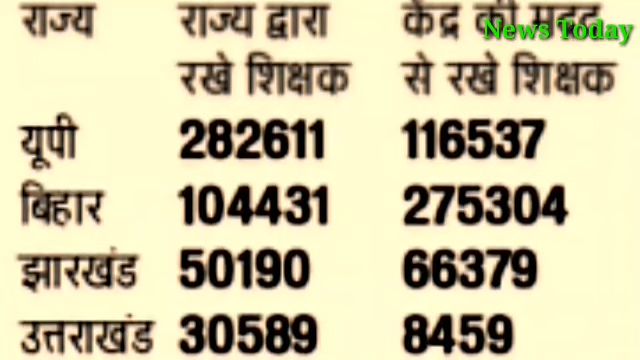 राज्य राज्य द्वारा केंद्र की मदद
News Today
रखे शिक्षक से रखे शिक्षक
यूपी 282611 116537
बिहार 104431 275304
झारखंड 50190 66379
उत्तराखंड 30589 8459